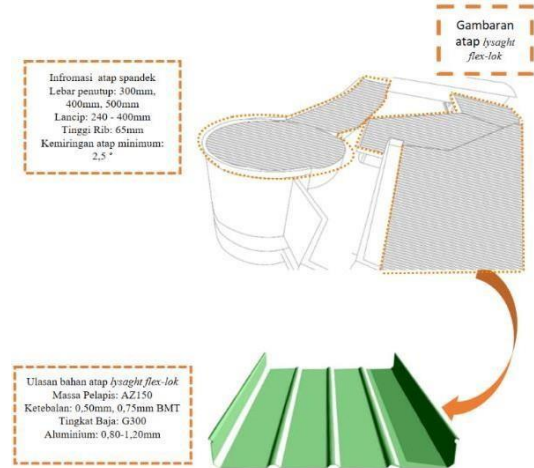 Gambaran
atap lysaght
flex-lok
Infromasi atap spandek
Lebar penutup: 300mm,
400mm, 500mm
Lancip: 240 - 400mm
Tinggi Rib: 65mm
Kemiringan atap minimum:
2,5 °
Ulasan bahan atap lysaght flex-lok
Massa Pelapis: AZ150
Ketebalan: 0,50mm, 0,75mm BMT
Tingkat Baja: G300
Aluminium: 0,80-1,20mm